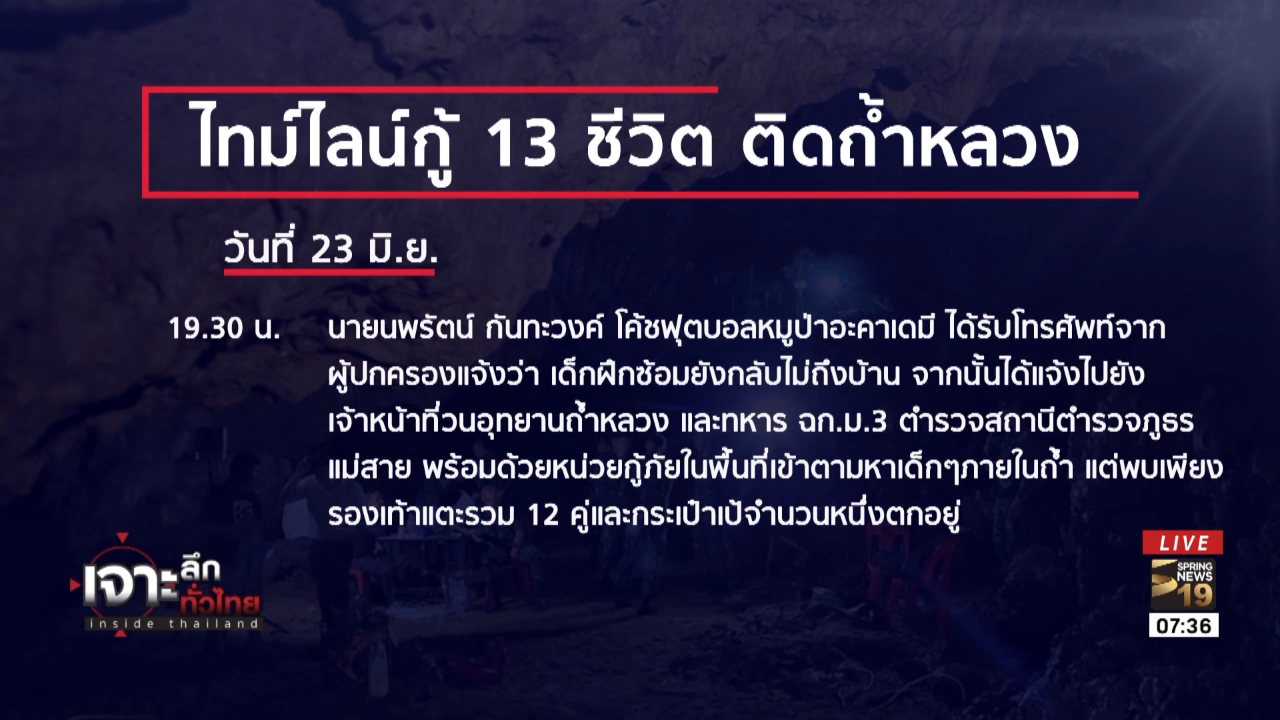 ไทม์ไลน์กู้ 13 ชีวิต ติดถ้ำหลวง
วันที่ 23 มิ.ย.
19.30 น. นายนพรัตน์ กันทะวงค์ โค้ชฟุตบอลหมูป่าอะคาเดมี ได้รับโทรศัพท์จาก
ผู้ปกครองแจ้งว่า เด็กฝึกซ้อมยังกลับไม่ถึงบ้าน จากนั้นได้แจ้งไปยัง
เจ้าหน้าที่วนอุทยานถ้ำหลวง และทหาร ฉก.ม.3 ตำรวจสถานีตำรวจภูธร
แม่สาย พร้อมด้วยหน่วยกู้ภัยในพื้นที่เข้าตามหาเด็กๆภายในถ้ำ แต่พบเพียง
รองเท้าแตะรวม 12 คู่และกระเป๋าเป้จำนวนหนึ่งตกอยู่
เจาะลึก
ทั่วไทย
inside thailand
LIVE
SPRING
NEWS
19
07:36